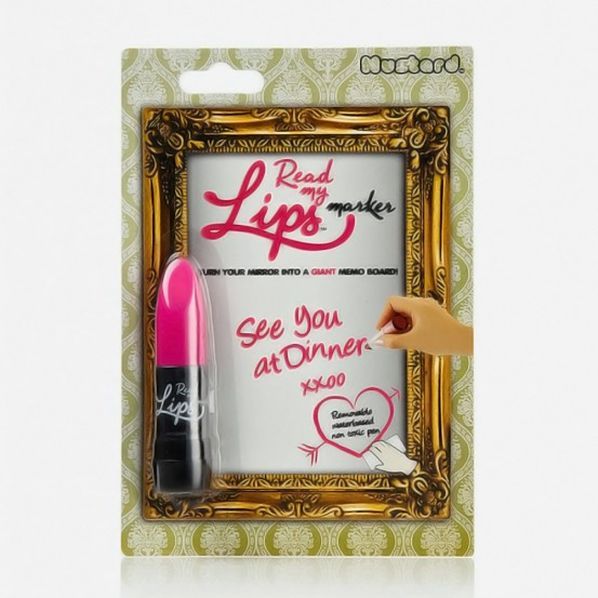 Mustard.
Read
my
Lips marker
TURN YOUR MIRROR INTO A GIANT MEMO BOARD!
See You
at Dinner
xxoo
Removable
waterbased
non toxic pen
Read
Lips